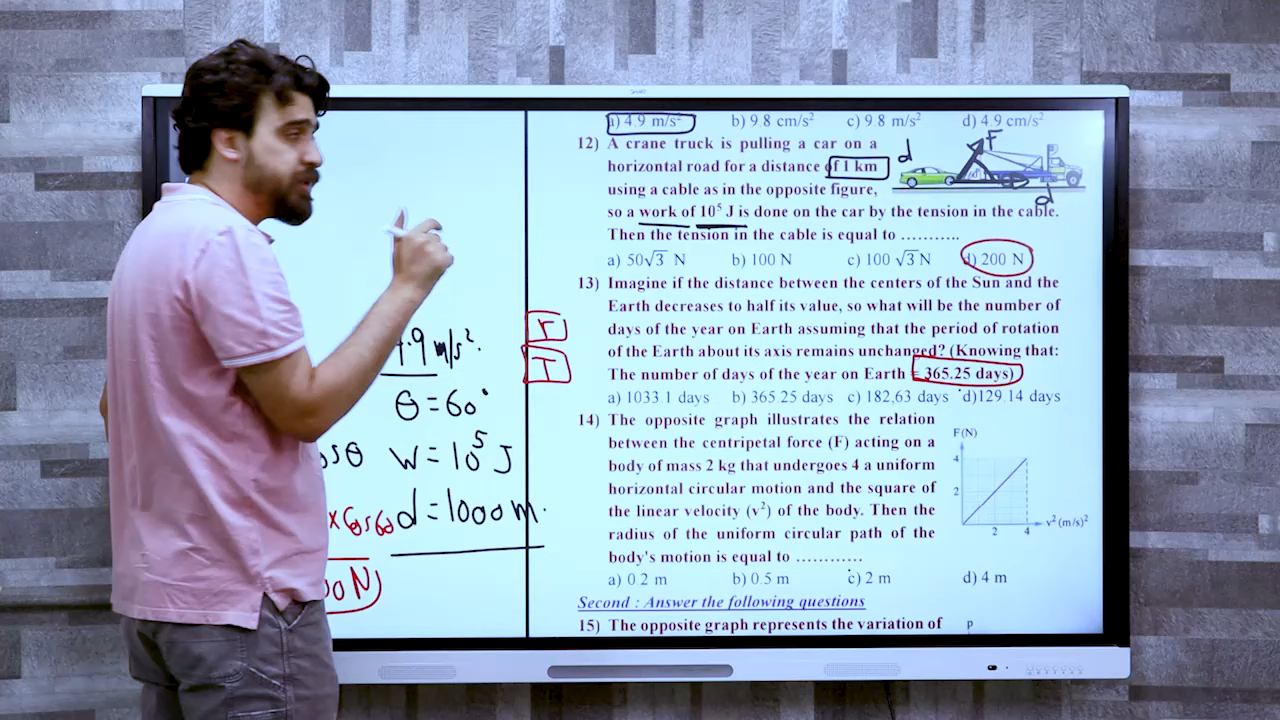 a) 4.9 m/s² b) 9.8 cm/s² c) 9.8 m/s² d) 4.9 cm/s²
12) A crane truck is pulling a car on a
horizontal road for a distance of 1 km
using a cable as in the opposite figure,
so a work of 10⁵ J is done on the car by the tension in the cable.
Then the tension in the cable is equal to ...........
a) 50√3 N b) 100 N c) 100 √3 N d) 200 N
d
F
d
13) Imagine if the distance between the centers of the Sun and the
Earth decreases to half its value, so what will be the number of
days of the year on Earth assuming that the period of rotation
of the Earth about its axis remains unchanged? (Knowing that:
The number of days of the year on Earth = 365.25 days)
a) 1033.1 days b) 365.25 days c) 182,63 days d)129.14 days
r
T
14) The opposite graph illustrates the relation
between the centripetal force (F) acting on a
body of mass 2 kg that undergoes 4 a uniform
horizontal circular motion and the square of
the linear velocity (v²) of the body. Then the
radius of the uniform circular path of the
body's motion is equal to ............
a) 0.2 m b) 0.5 m c) 2 m d) 4 m
F(N)
4
2
2 4
v² (m/s)²
Second : Answer the following questions
15) The opposite graph represents the variation of
P
4.9 m/s².
θ = 60°
osθ W = 10⁵ J
x Cos60 d = 1000 m.
00 N